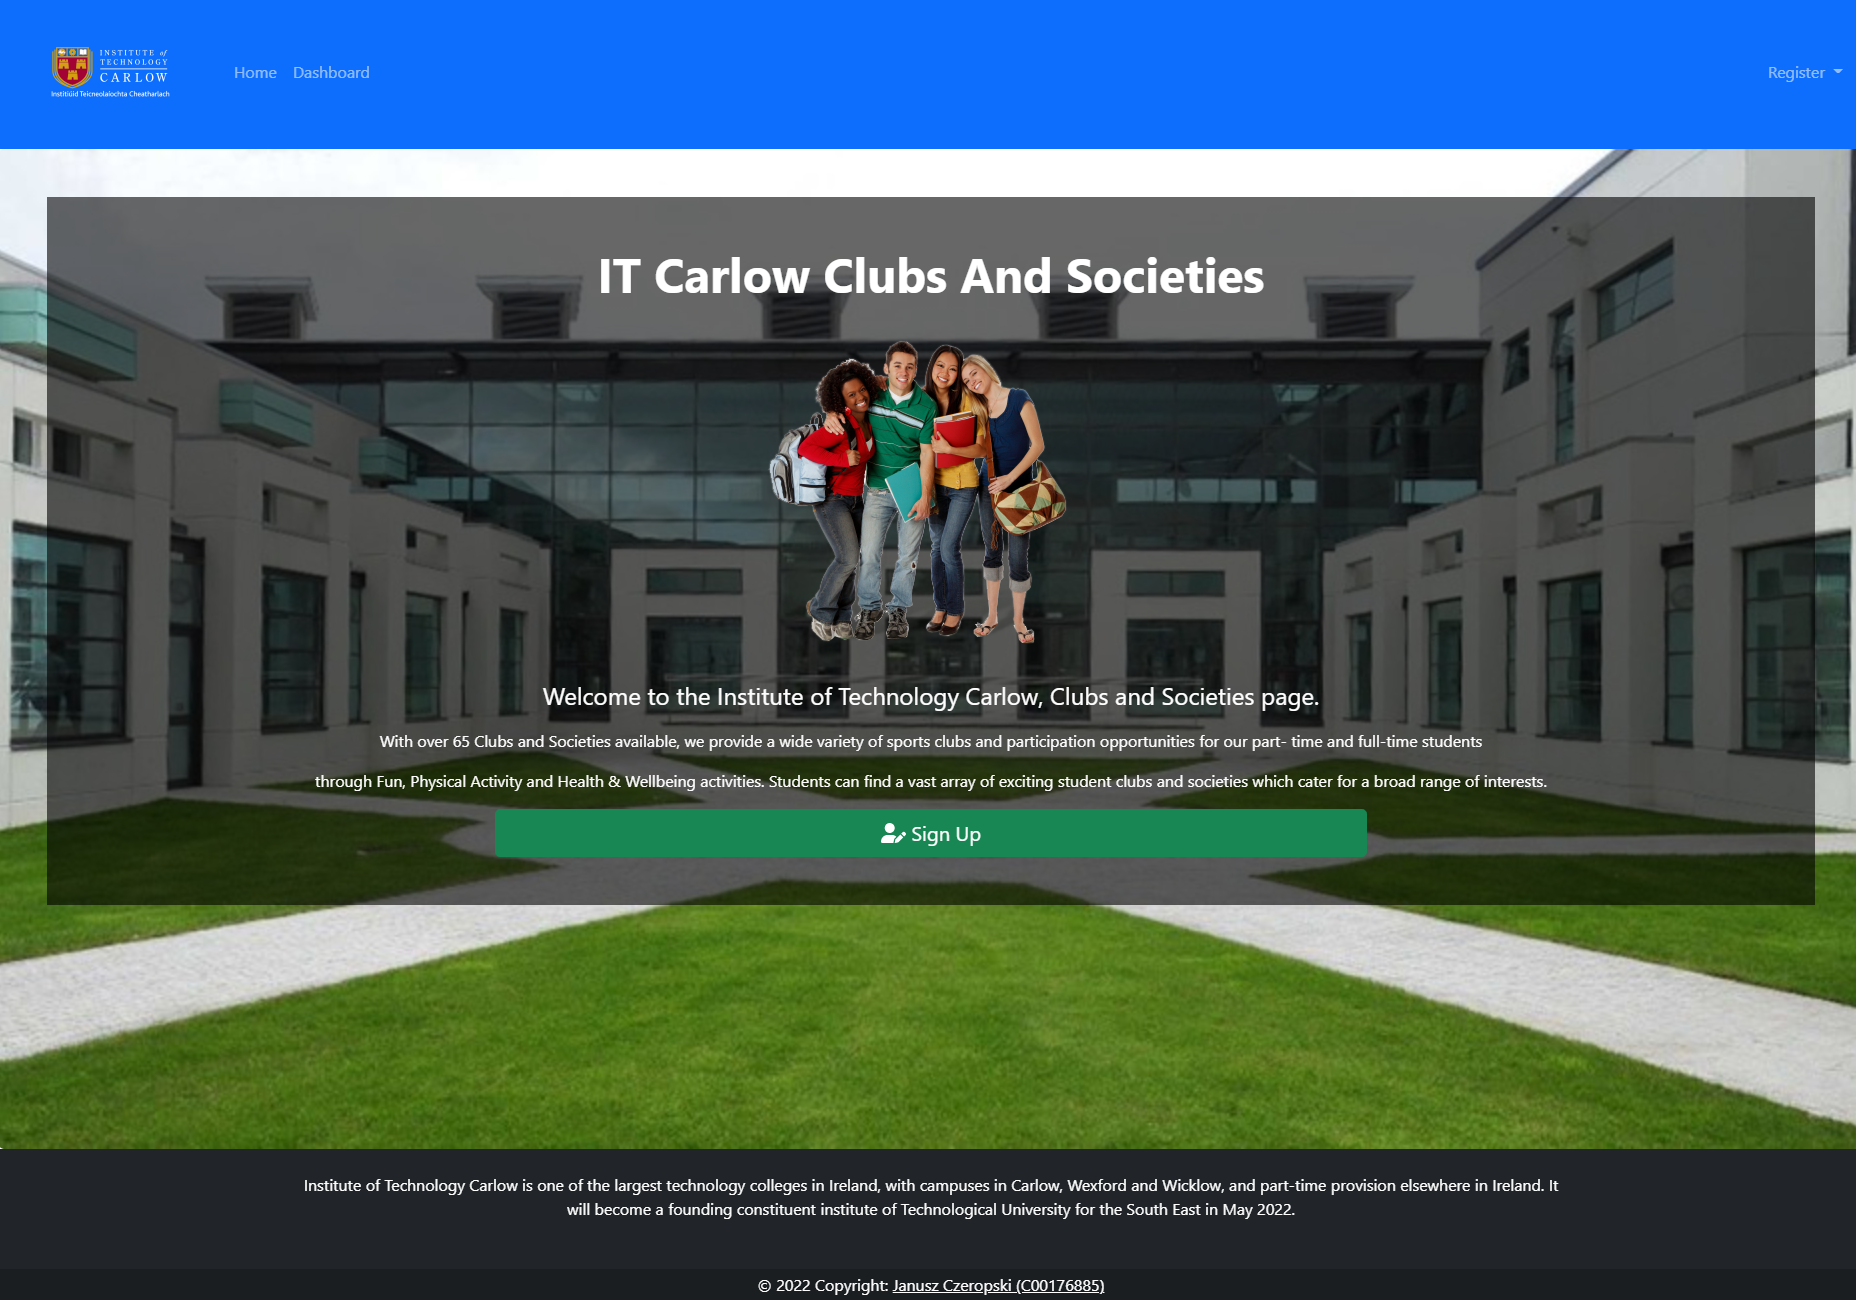 INSTITUTE of
TECHNOLOGY
CARLOW
Institiúid Teicneolaíochta Cheatharlach
Home Dashboard
Register
IT Carlow Clubs And Societies
Welcome to the Institute of Technology Carlow, Clubs and Societies page.
With over 65 Clubs and Societies available, we provide a wide variety of sports clubs and participation opportunities for our part- time and full-time students
through Fun, Physical Activity and Health & Wellbeing activities. Students can find a vast array of exciting student clubs and societies which cater for a broad range of interests.
Sign Up
Institute of Technology Carlow is one of the largest technology colleges in Ireland, with campuses in Carlow, Wexford and Wicklow, and part-time provision elsewhere in Ireland. It
will become a founding constituent institute of Technological University for the South East in May 2022.
© 2022 Copyright: Janusz Czeropski (C00176885)